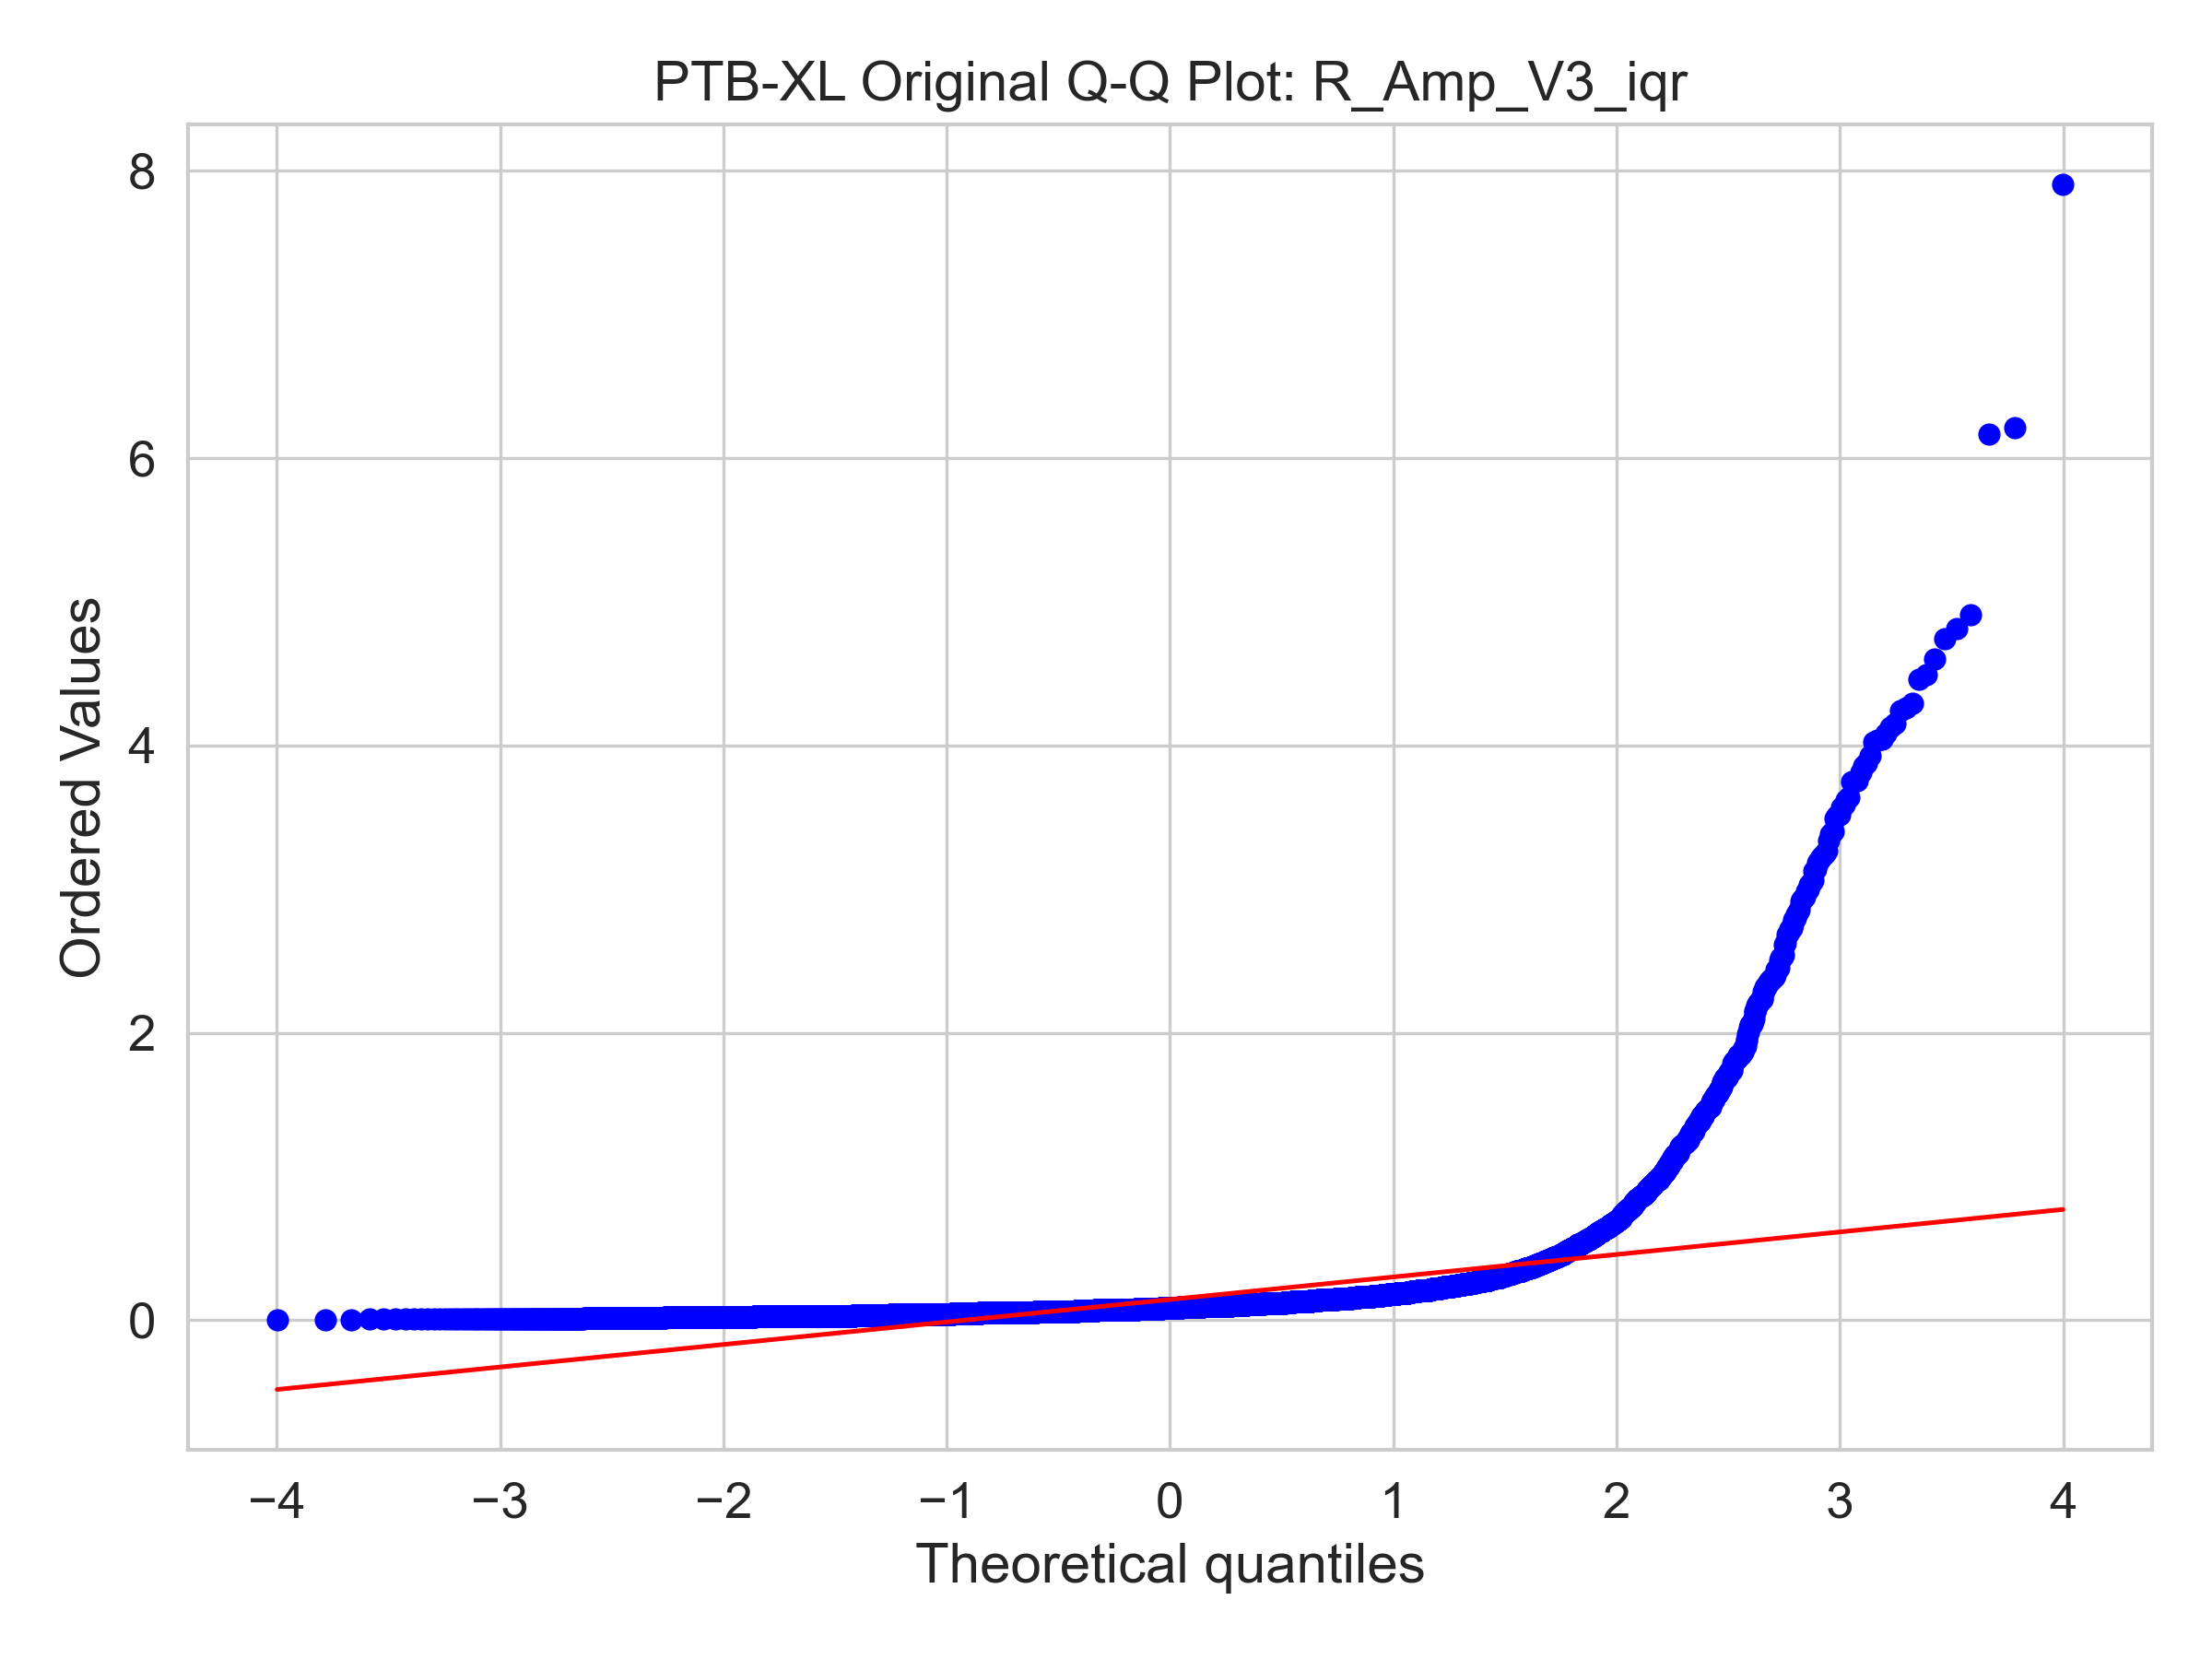 PTB-XL Original Q-Q Plot: R_Amp_V3_iqr
8
6
4
2
0
Ordered Values
−4 −3 −2 −1 0 1 2 3 4
Theoretical quantiles